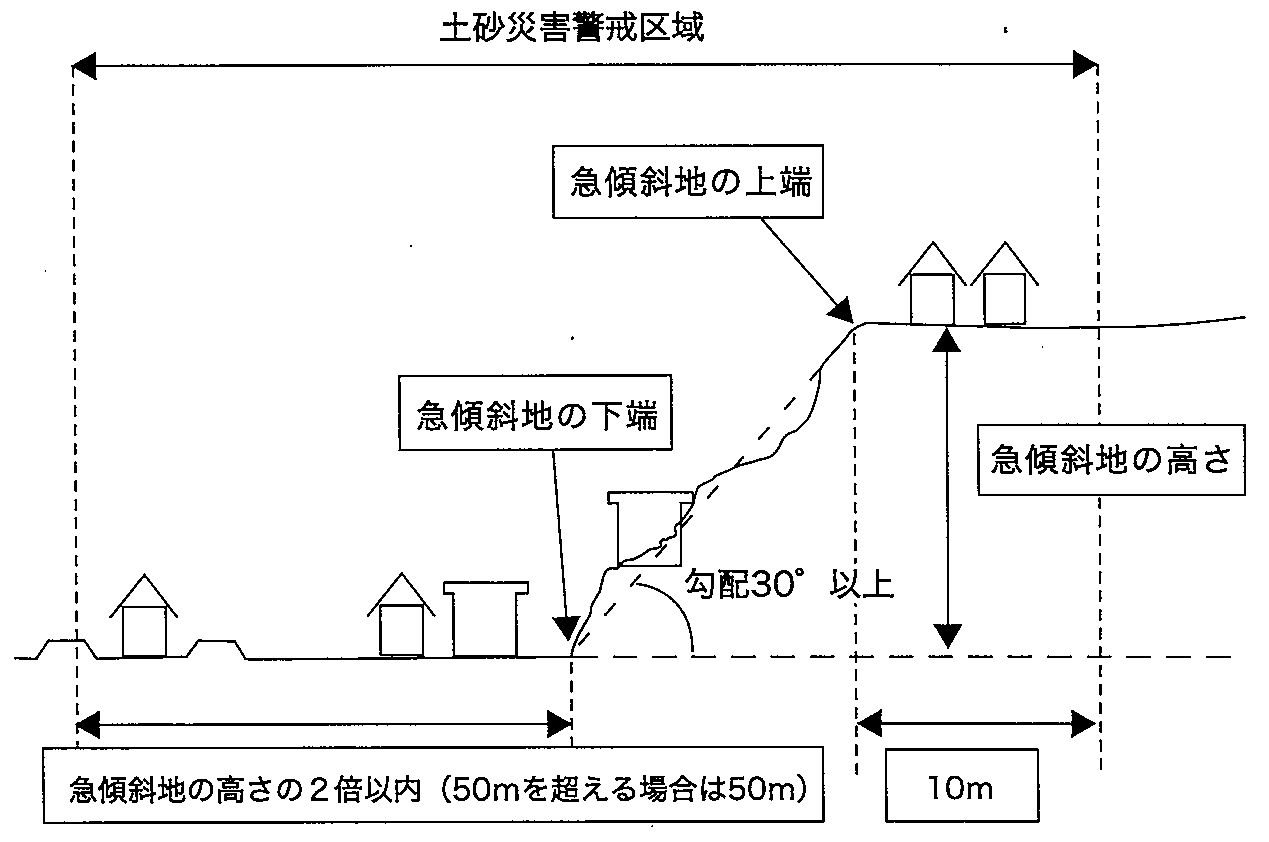 土砂災害警戒区域
急傾斜地の上端
急傾斜地の下端
急傾斜地の高さ
勾配30°以上
急傾斜地の高さの2倍以内（50mを超える場合は50m）
10m